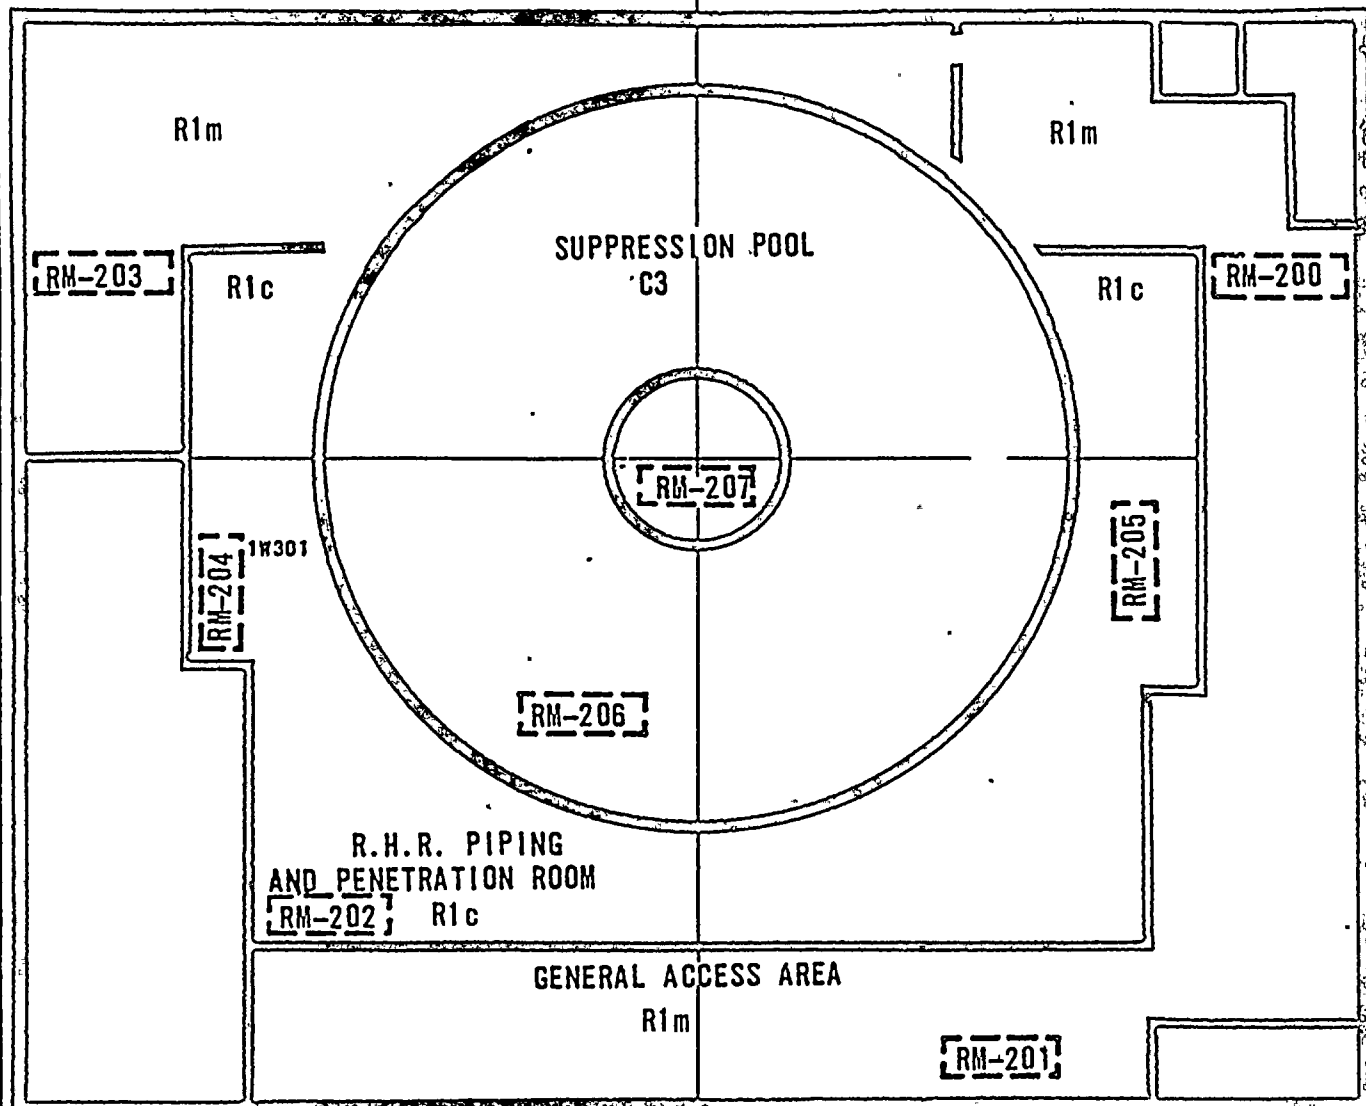 R1m
R1m
SUPPRESSION POOL
C3
RM-203
R1c
R1c
RM-200
RM-207
1W301
RM-204
RM-205
RM-206
R.H.R. PIPING
AND PENETRATION ROOM
RM-202
R1c
GENERAL ACCESS AREA
R1m
RM-201